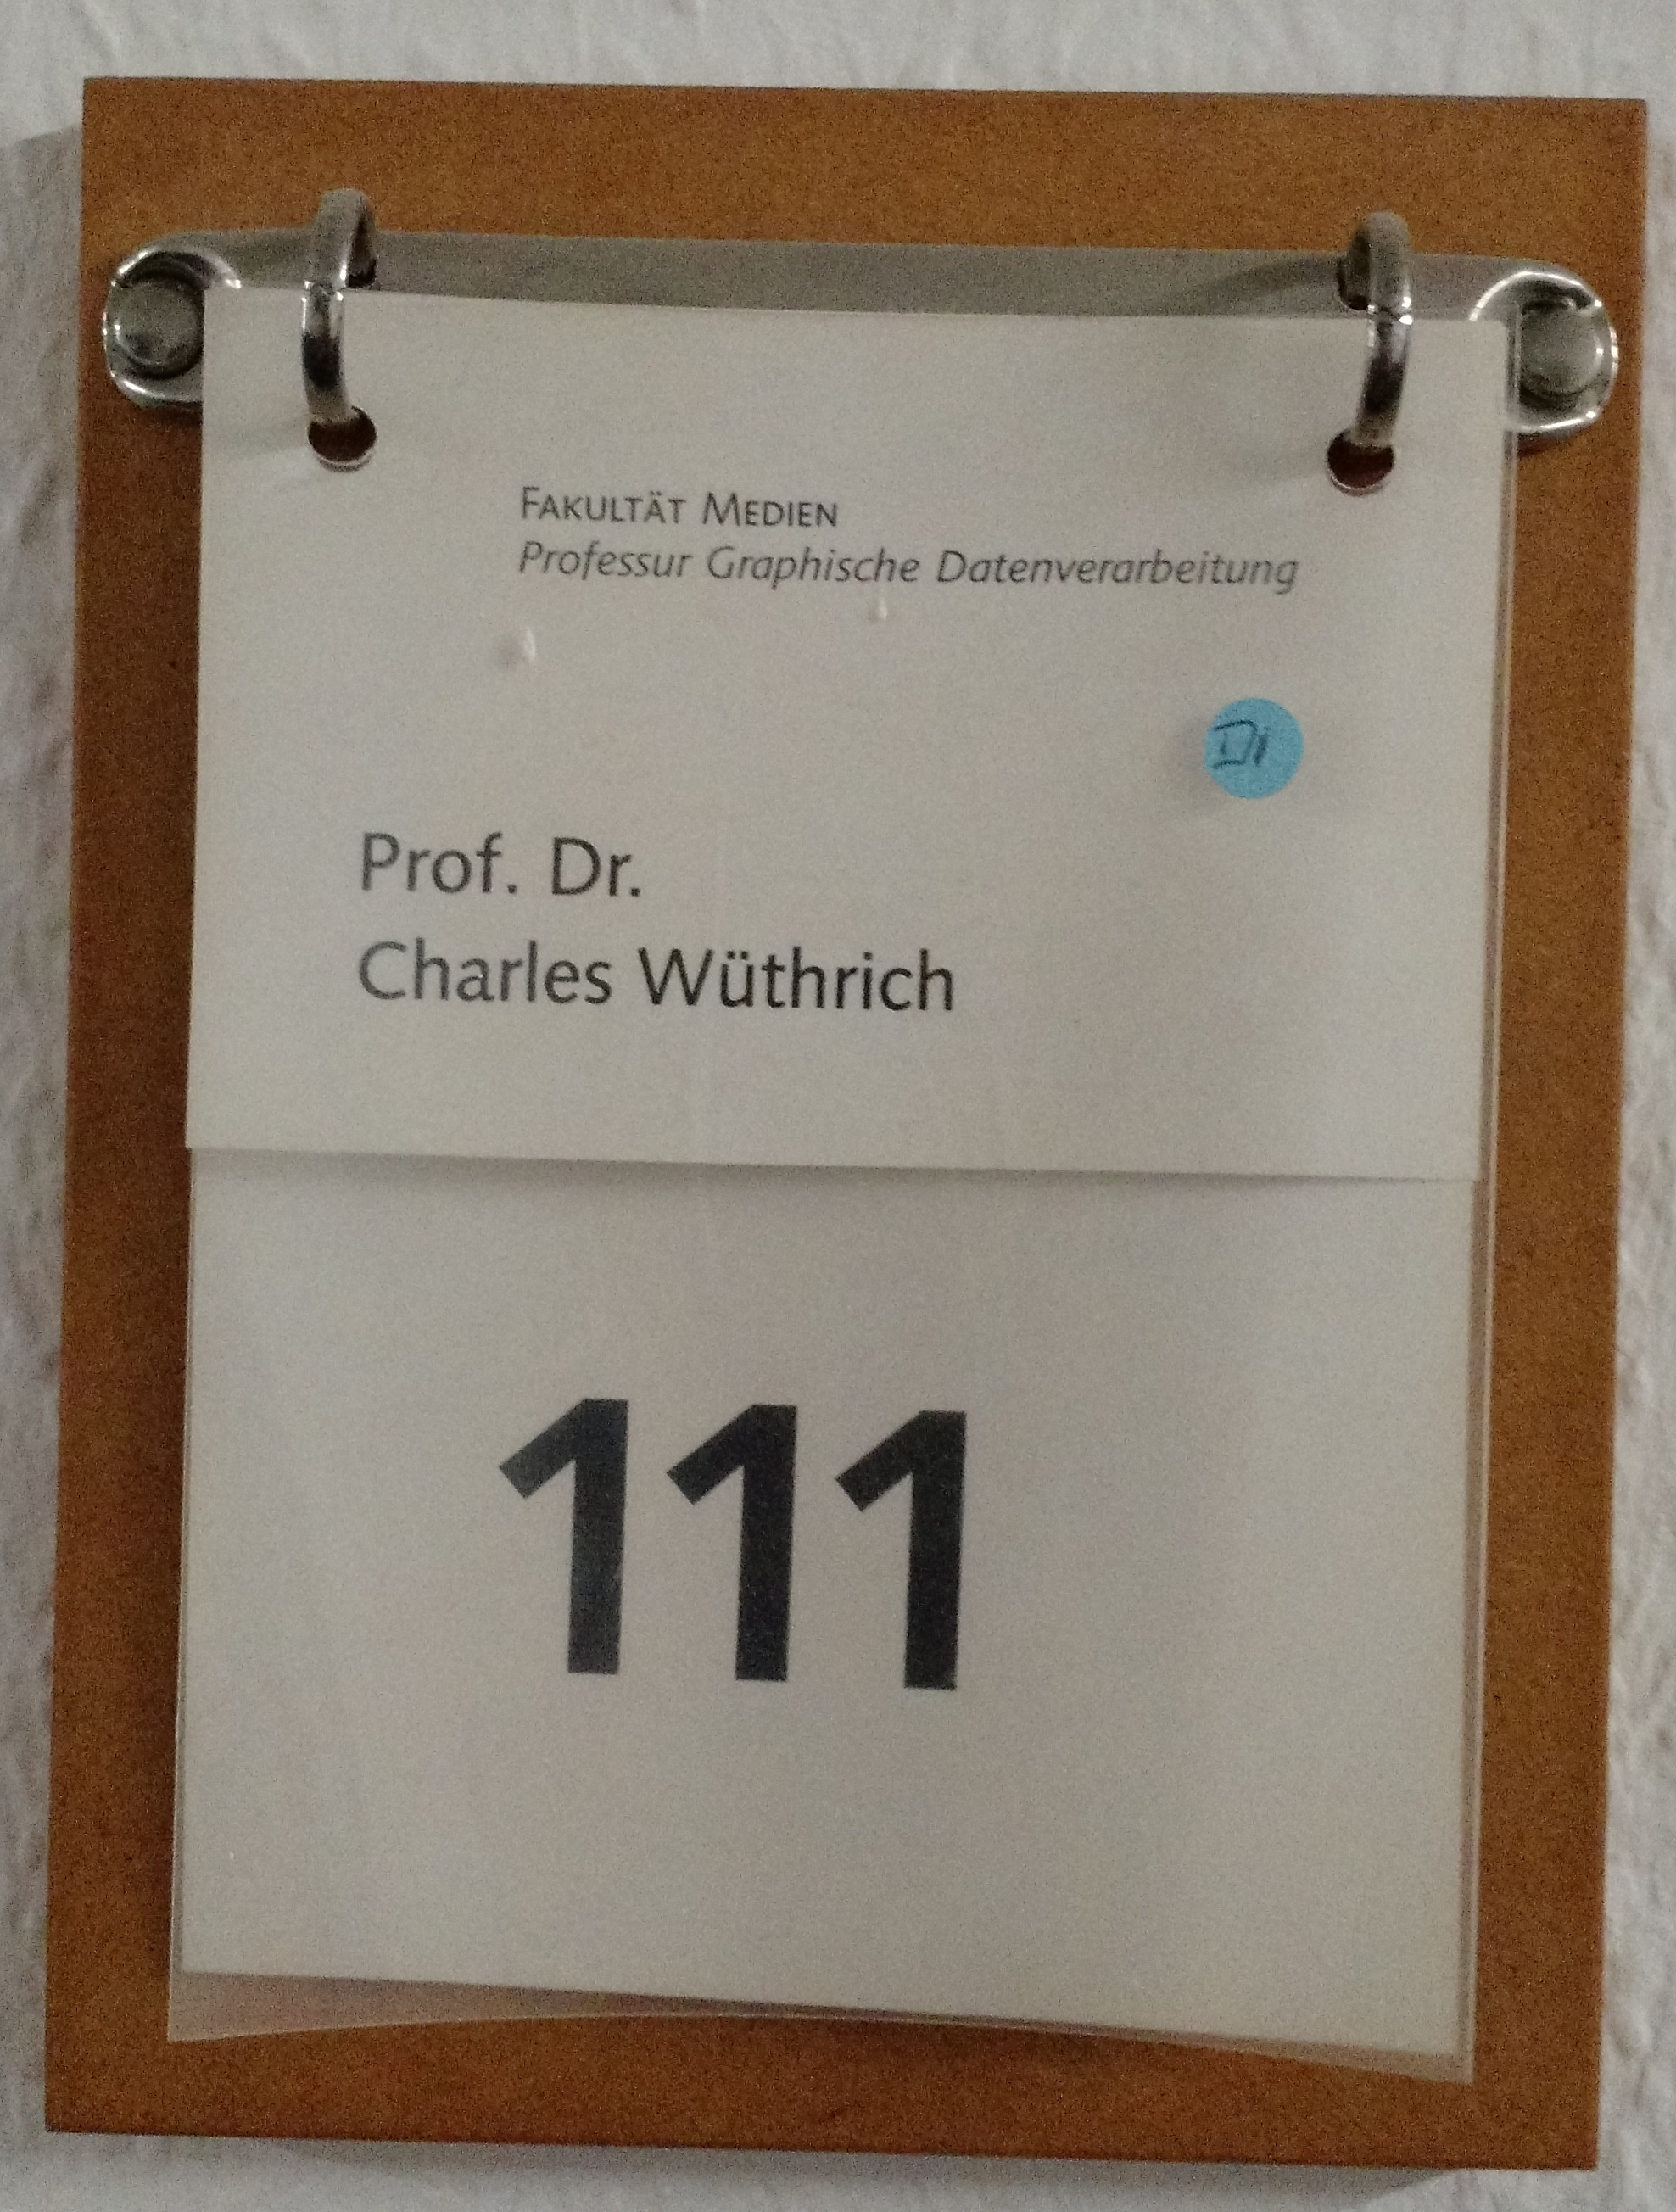 FAKULTÄT MEDIEN
Professur Graphische Datenverarbeitung
Di
Prof. Dr.
Charles Wüthrich
111